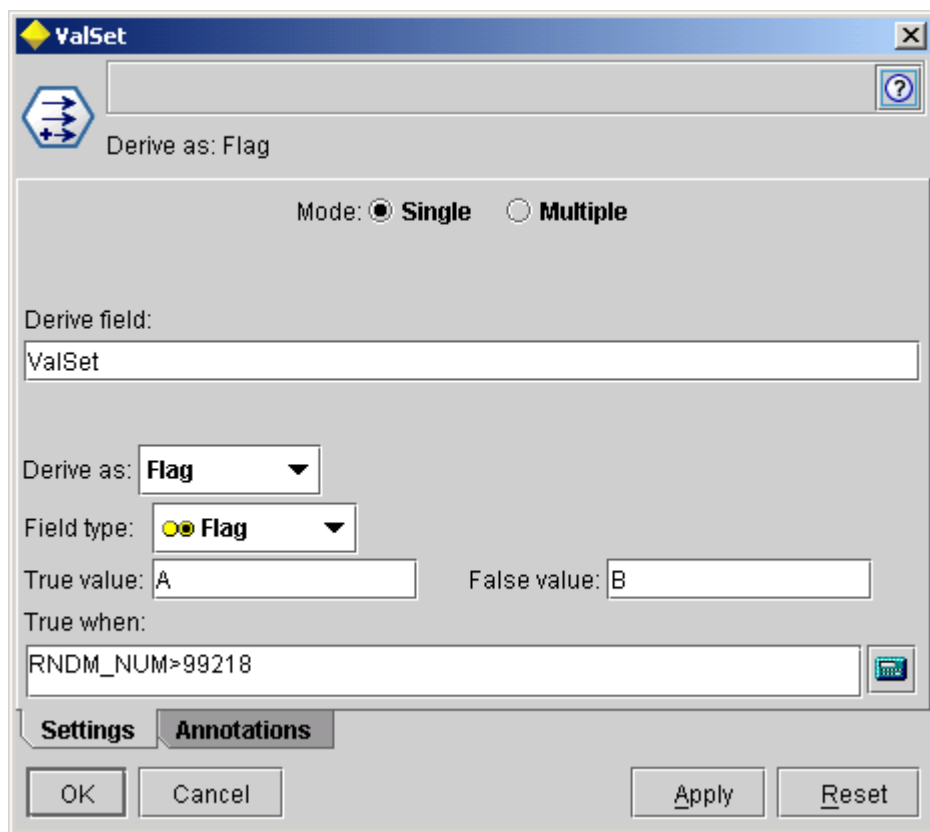 ValSet
Derive as: Flag
Mode: Single Multiple
Derive field:
ValSet
Derive as: Flag
Field type: Flag
True value: A False value: B
True when:
RNDM_NUM>99218
Settings Annotations
OK Cancel Apply Reset